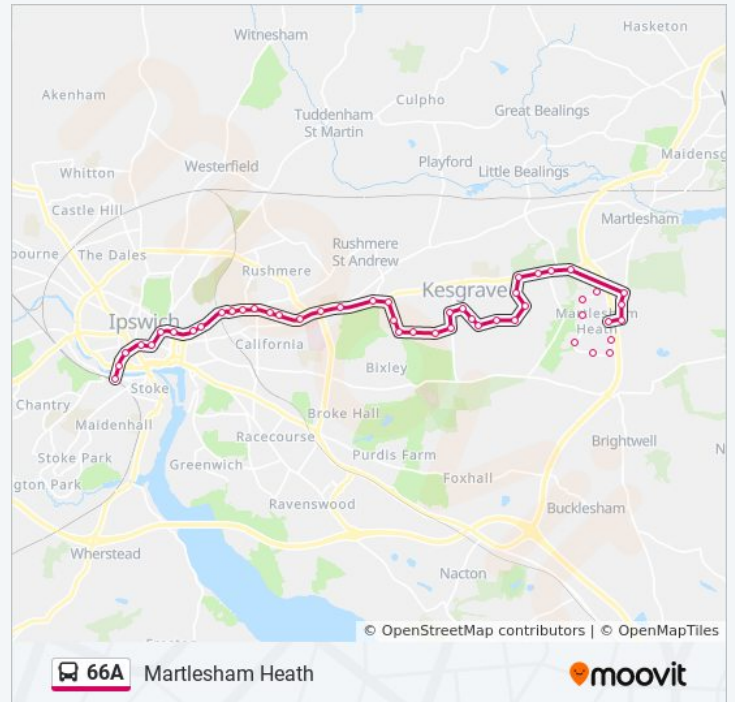 Hasketon
Witnesham
Akenham
Culpho
Great Bealings
Tuddenham
St Martin
Westerfield
Playford
Maidensg
Whitton
Little Bealings
Castle Hill
Martlesham
bourne
The Dales
Rushmere
St Andrew
Rushmere
Kesgrave
Ipswich
Martlesham
Heath
California
Bixley
Stoke
Chantry
Maidenhall
Broke Hall
Racecourse
Brightwell
Stoke Park
Purdis Farm
Greenwich
Foxhall
gton Park
Ravenswood
Bucklesham
Wherstead
Nacton
© OpenStreetMap contributors | © OpenMapTiles
66A Martlesham Heath
moovit